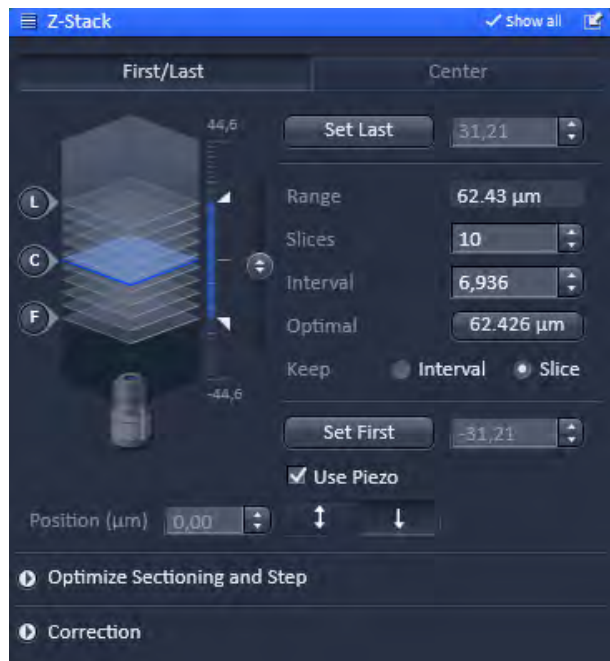 Z-Stack Show all
First/Last Center
44,6 Set Last 31,21
L Range 62.43 µm
Slices 10
C Interval 6,936
F Optimal 62.426 µm
Keep Interval Slice
-44,6
Set First -31,21
Use Piezo
Position (µm) 0,00
Optimize Sectioning and Step
Correction